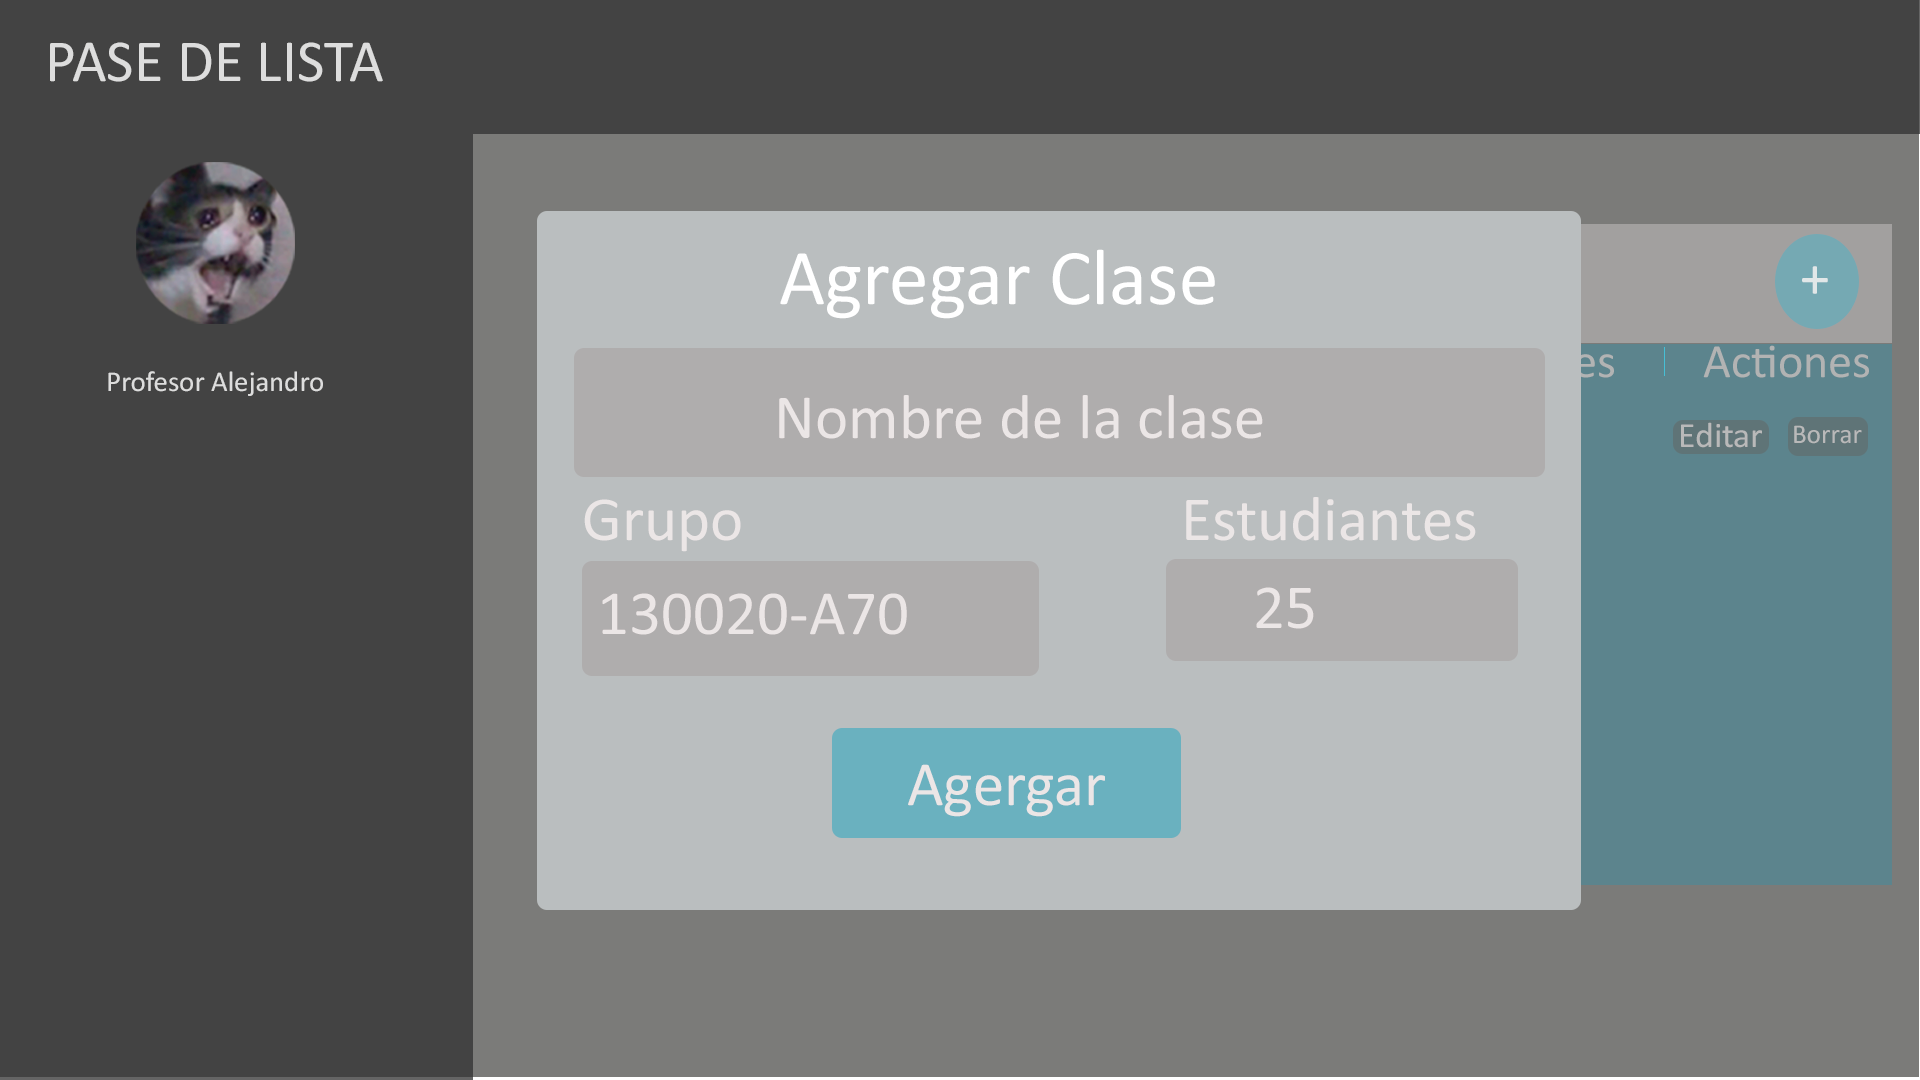 PASE DE LISTA
Profesor Alejandro
Agregar Clase
+
es | Actiones
Nombre de la clase
Editar Borrar
Grupo Estudiantes
130020-A70 25
Agergar